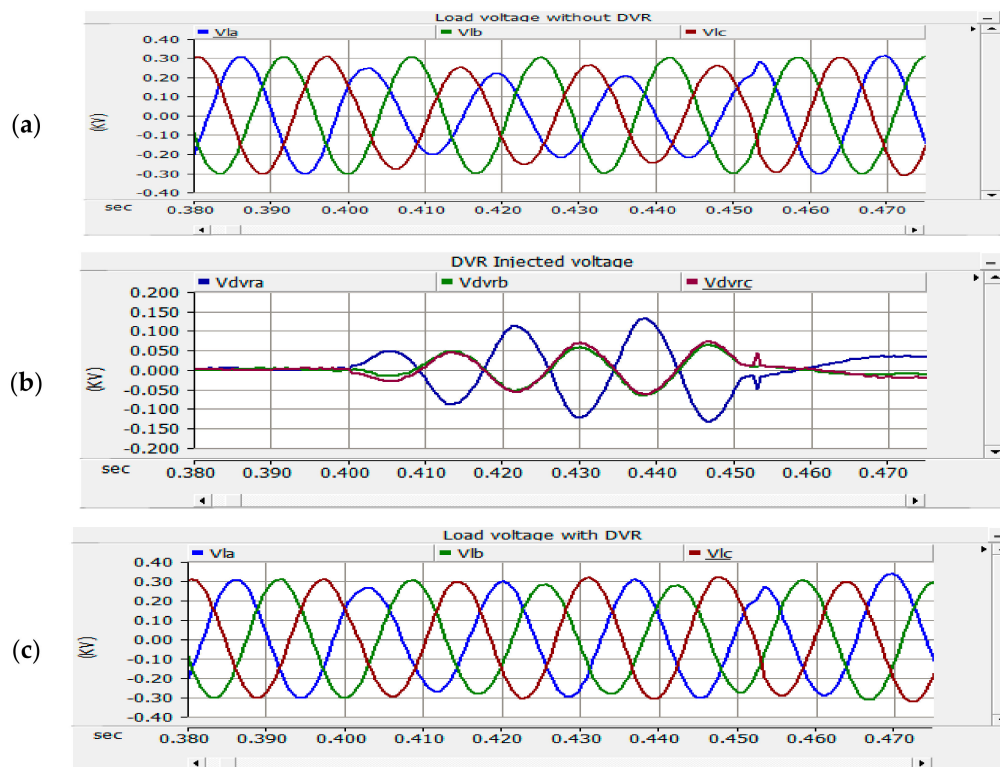 Load voltage without DVR
Vla Vlb Vlc
0.40
0.30
0.20
0.10
0.00
-0.10
-0.20
-0.30
-0.40
(KV)
(a)
sec 0.380 0.390 0.400 0.410 0.420 0.430 0.440 0.450 0.460 0.470
DVR Injected voltage
Vdvra Vdvrb Vdvrc
0.200
0.150
0.100
0.050
0.000
-0.050
-0.100
-0.150
-0.200
(KV)
(b)
sec 0.380 0.390 0.400 0.410 0.420 0.430 0.440 0.450 0.460 0.470
Load voltage with DVR
Vla Vlb Vlc
0.40
0.30
0.20
0.10
0.00
-0.10
-0.20
-0.30
-0.40
(KV)
(c)
sec 0.380 0.390 0.400 0.410 0.420 0.430 0.440 0.450 0.460 0.470